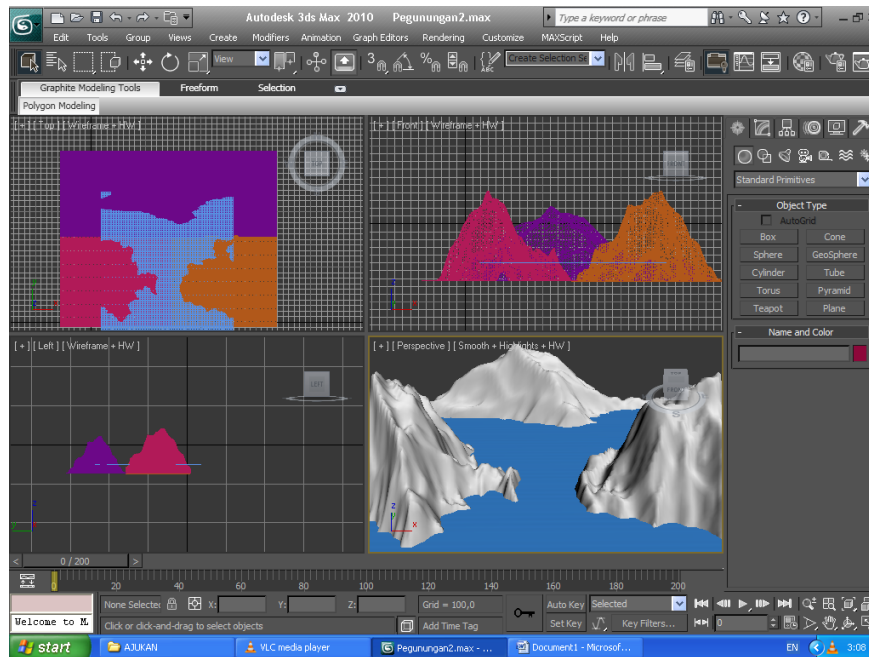 Autodesk 3ds Max 2010 Pegunungan2.max Type a keyword or phrase
Edit Tools Group Views Create Modifiers Animation Graph Editors Rendering Customize MAXScript Help
View Create Selection Se
Graphite Modeling Tools Freeform Selection
Polygon Modeling
[ + ] [ Top ] [ Wireframe + HW ]
TOP
[ + ] [ Front ] [ Wireframe + HW ]
FRONT
Standard Primitives
Object Type
AutoGrid
Box Cone
Sphere GeoSphere
Cylinder Tube
Torus Pyramid
Teapot Plane
Name and Color
[ + ] [ Left ] [ Wireframe + HW ]
LEFT
[ + ] [ Perspective ] [ Smooth + Highlights + HW ]
FRONT
S
z
y
x
0 / 200
0 20 40 60 80 100 120 140 160 180 200
None Selected X: Y: Z: Grid = 100,0 Auto Key Selected
Welcome to M Click or click-and-drag to select objects Add Time Tag Set Key Key Filters... 0
start AJUKAN VLC media player Pegunungan2.max - ... Document1 - Microsof... EN 3:08